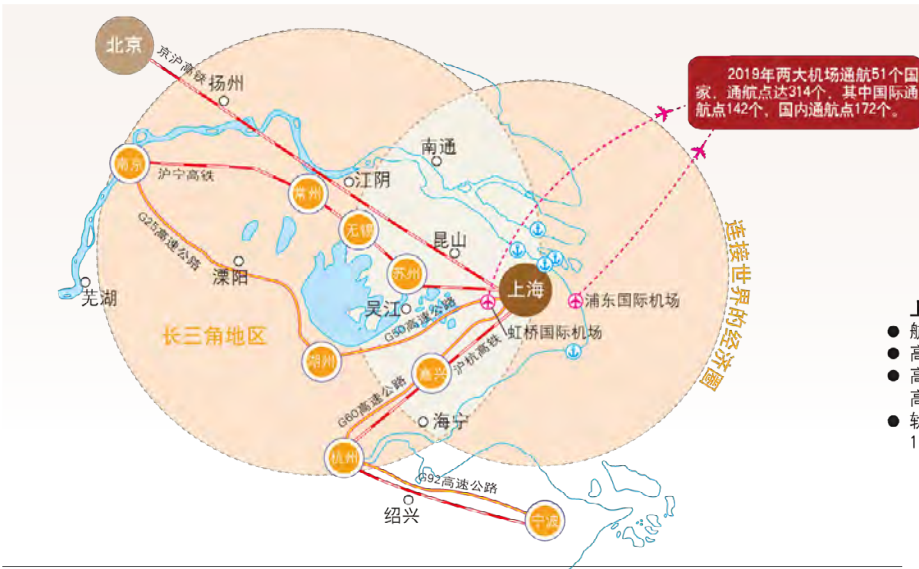 北京
京沪高铁
扬州
2019年两大机场通航51个国
家，通航点达314个，其中国际通
航点142个，国内通航点172个。
南通
南京
沪宁高铁
江阴
常州
无锡
昆山
G25高速公路
溧阳
苏州
上海
浦东国际机场
芜湖
吴江
G50高速公路
虹桥国际机场
长三角地区
连接世界的经济圈
湖州
嘉兴
沪杭高铁
G60高速公路
海宁
杭州
G92高速公路
绍兴
宁波
上
● 航
● 高
● 高
高
● 轨
1